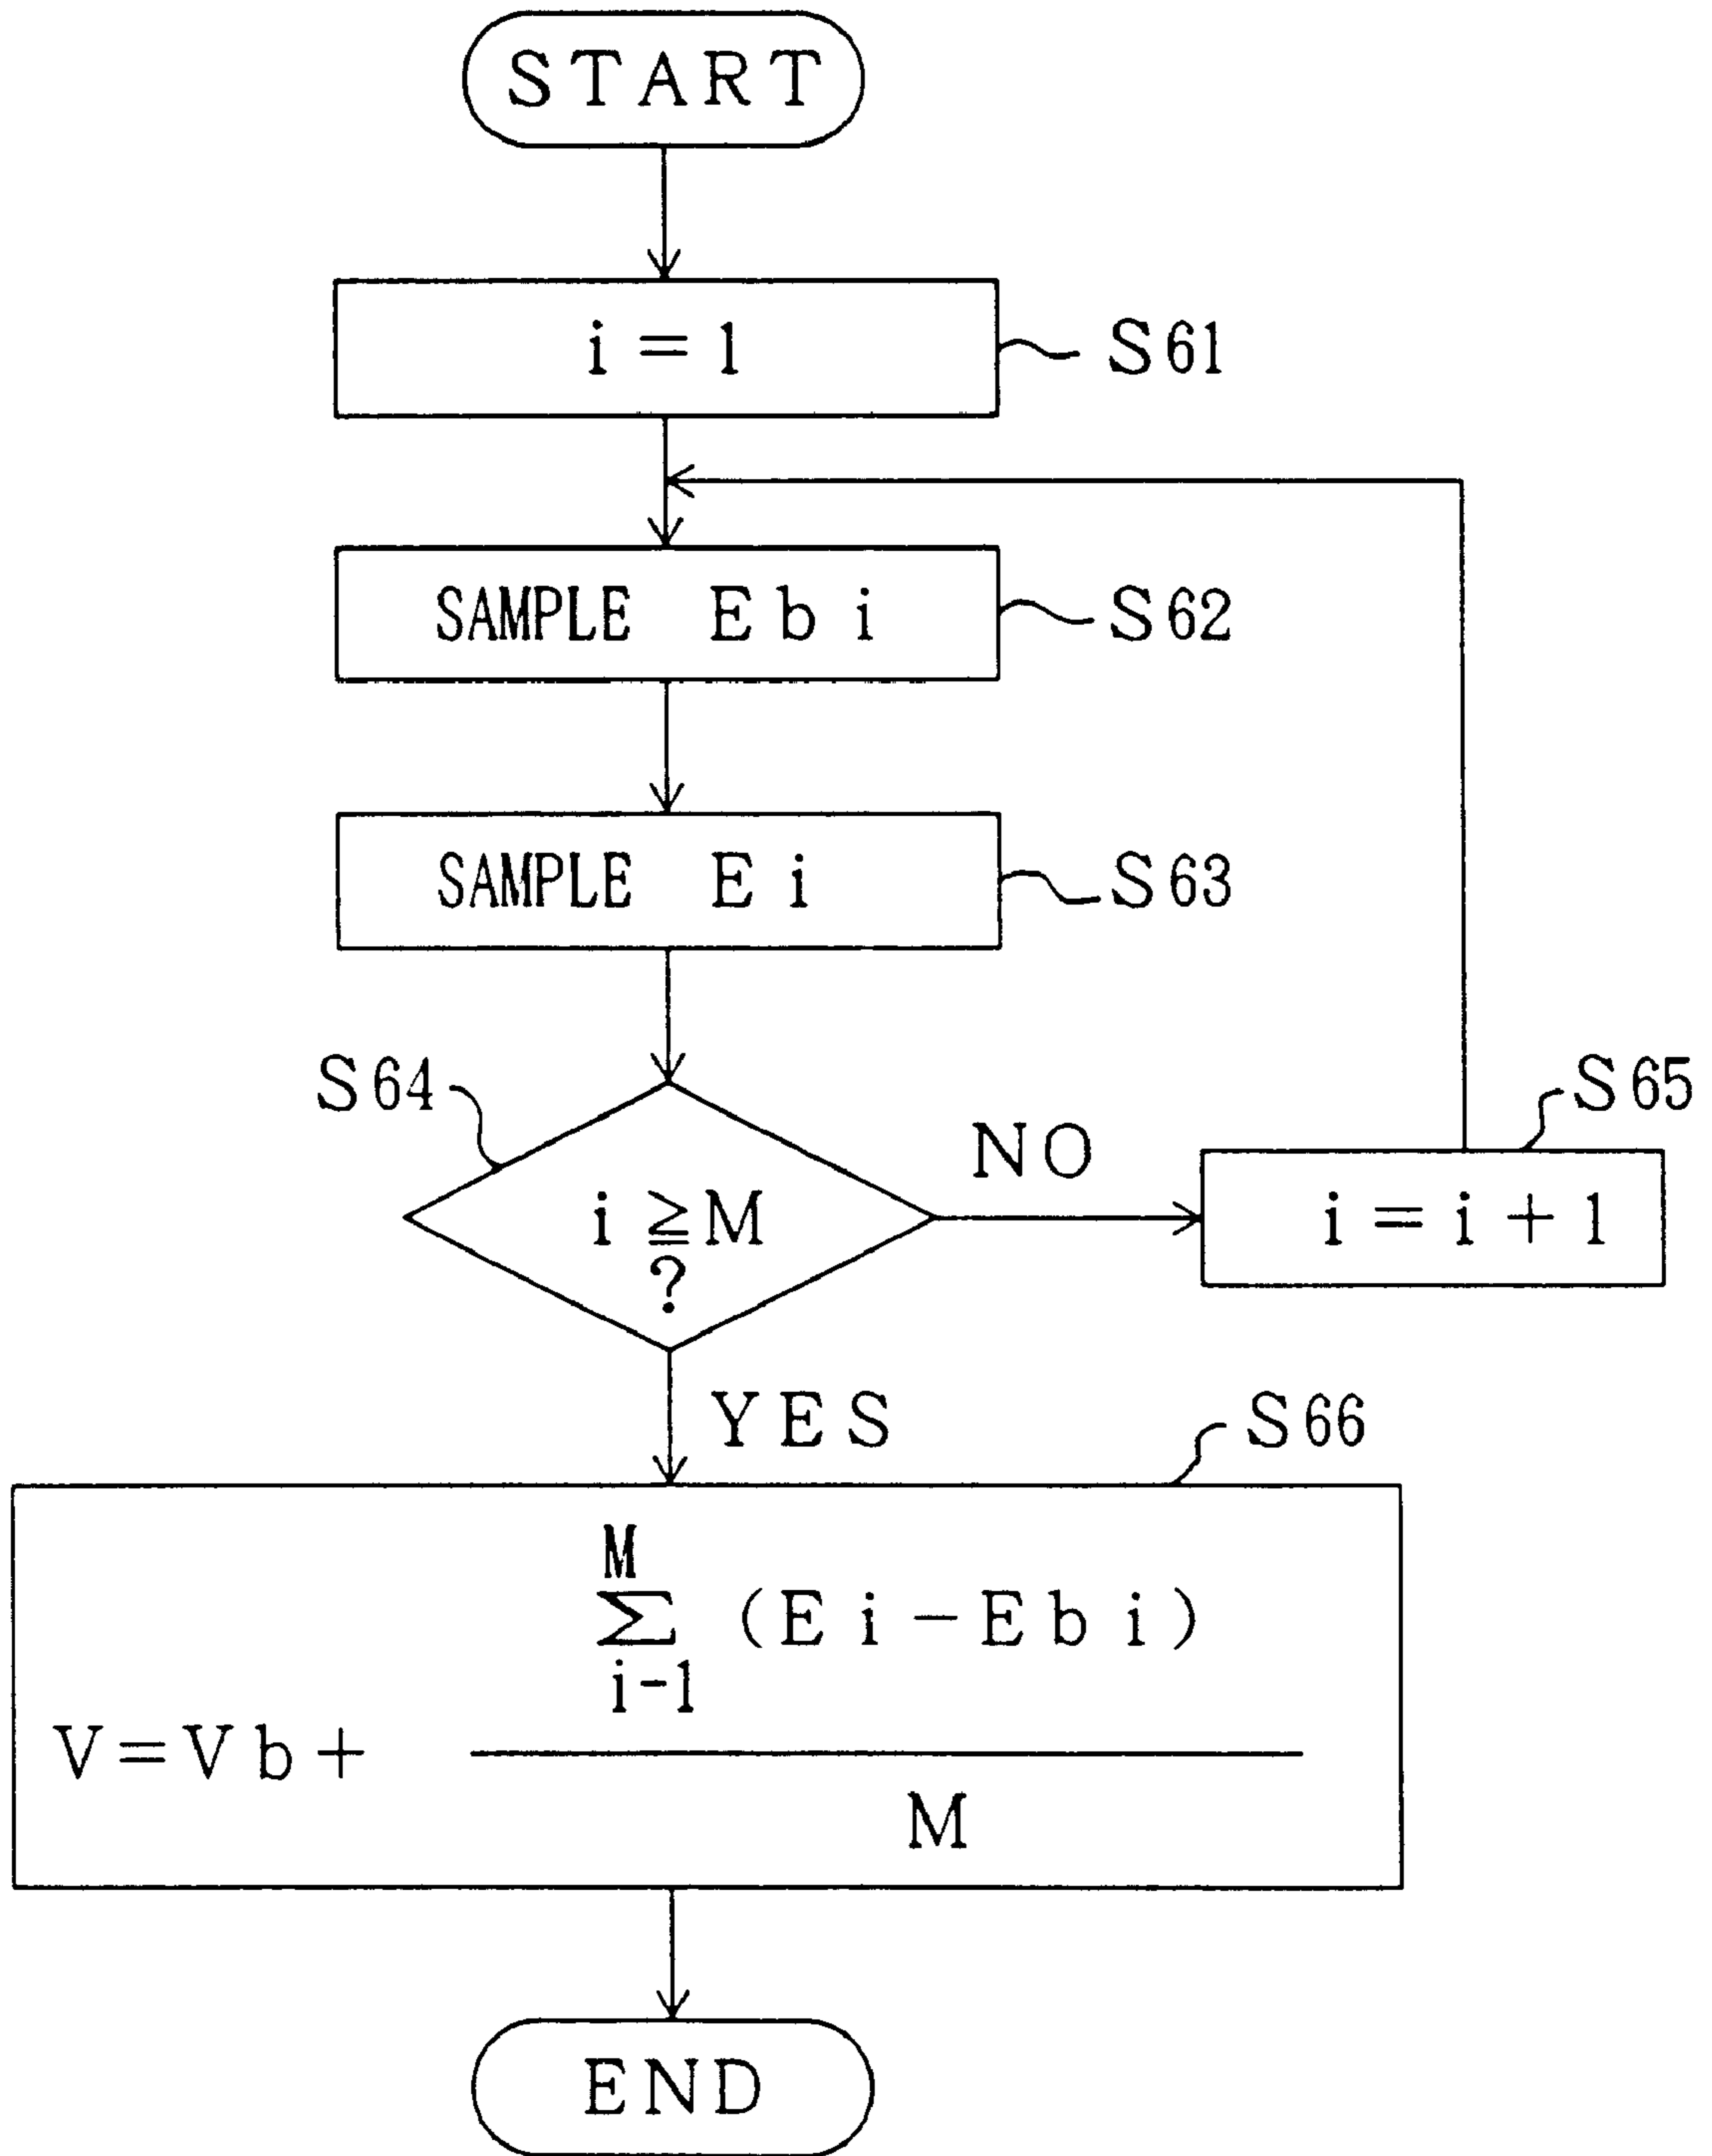 START
i=1
S61
SAMPLE Ebi
S62
SAMPLE Ei
S63
S64
i≧M
?
NO
S65
i=i+1
YES
S66
M
∑ (Ei-Ebi)
i-1
V=Vb+
M
END